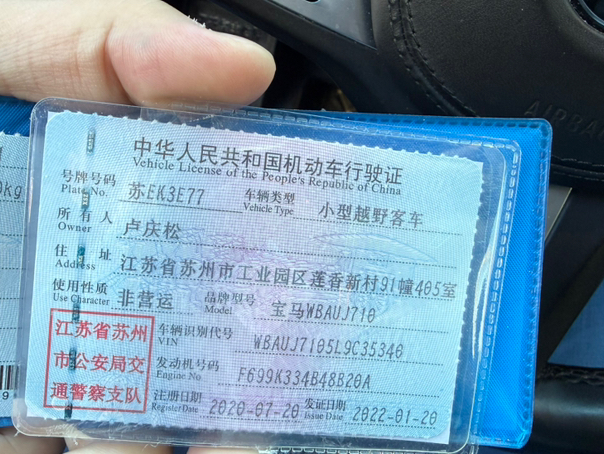 中华人民共和国机动车行驶证
Vehicle License of the People's Republic of China
号牌号码 苏EK3E77 车辆类型 小型越野客车
Plate No. Vehicle Type
所有人 卢庆松
Owner
住址 江苏省苏州市工业园区莲香新村91幢405室
Address
使用性质 非营运 品牌型号 宝马WBAUJ710
Use Character Model
江苏省苏州
市公安局交
通警察支队
车辆识别代号 WBAUJ7105L9C35340
VIN
发动机号码 F699K334B48B20A
Engine No.
注册日期 2020-07-20 发证日期 2022-01-20
Register Date Issue Date
kg
AIRBAG